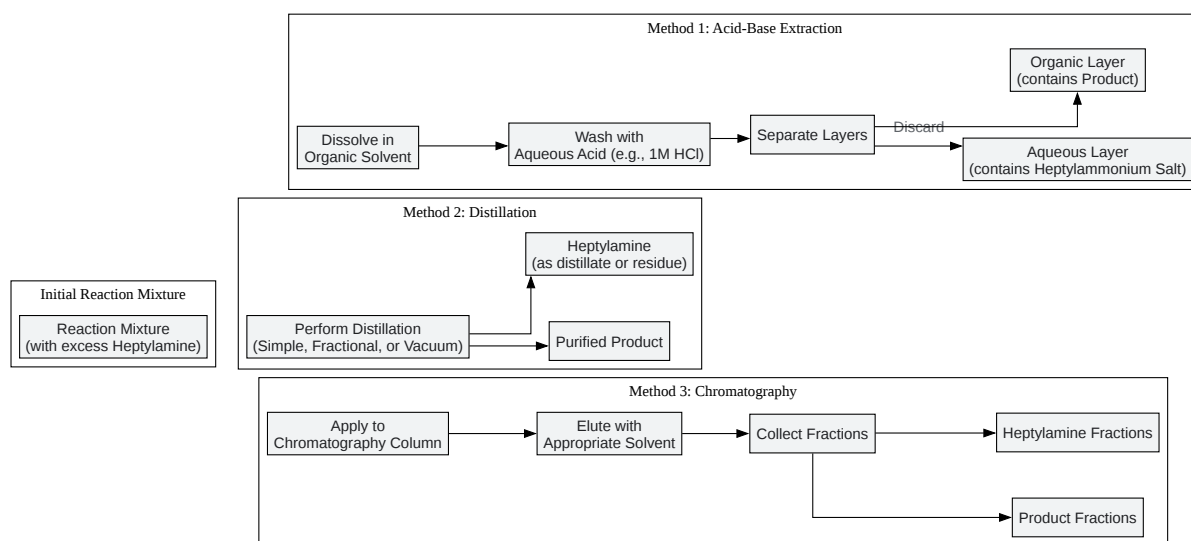 Method 1: Acid-Base Extraction
Organic Layer
(contains Product)
Dissolve in
Organic Solvent
Wash with
Aqueous Acid (e.g., 1M HCl)
Separate Layers
Discard
Aqueous Layer
(contains Heptylammonium Salt)
Method 2: Distillation
Heptylamine
(as distillate or residue)
Initial Reaction Mixture
Reaction Mixture
(with excess Heptylamine)
Perform Distillation
(Simple, Fractional, or Vacuum)
Purified Product
Method 3: Chromatography
Apply to
Chromatography Column
Elute with
Appropriate Solvent
Collect Fractions
Heptylamine Fractions
Product Fractions